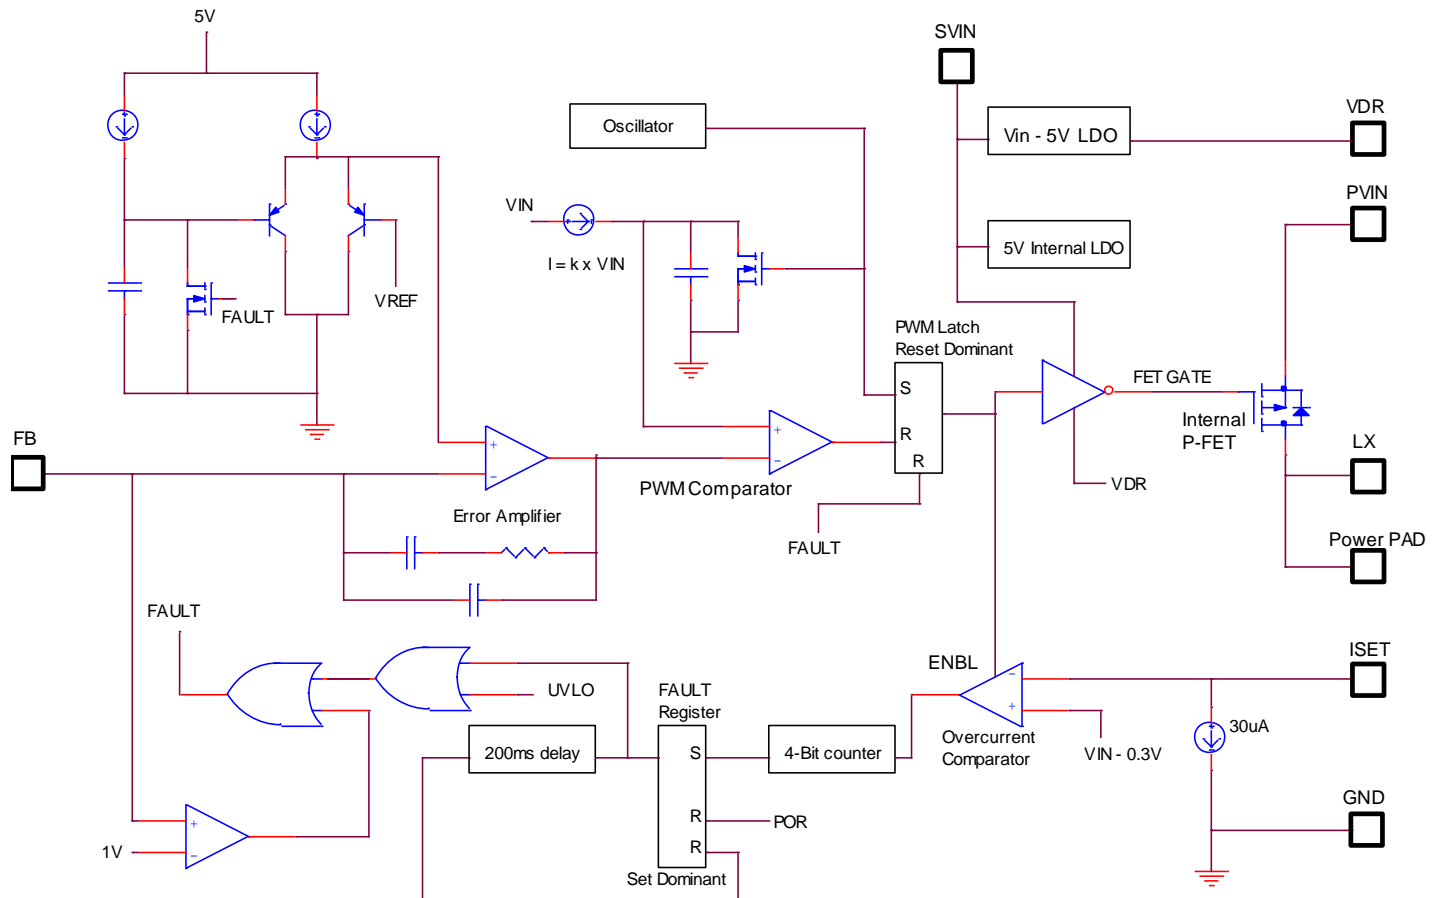 5V
SVIN
VDR
Oscillator
Vin - 5V LDO
PVIN
VIN
I = k x VIN
5V Internal LDO
VREF
FAULT
PWM Latch
Reset Dominant
S
R
R
FET GATE
Internal
P-FET
LX
FB
+
-
+
-
PWM Comparator
VDR
Error Amplifier
FAULT
Power PAD
FAULT
UVLO
FAULT
Register
ENBL
-
+
ISET
30uA
200ms delay
S
4-Bit counter
Overcurrent
Comparator
VIN - 0.3V
GND
R
POR
R
+
-
1V
Set Dominant